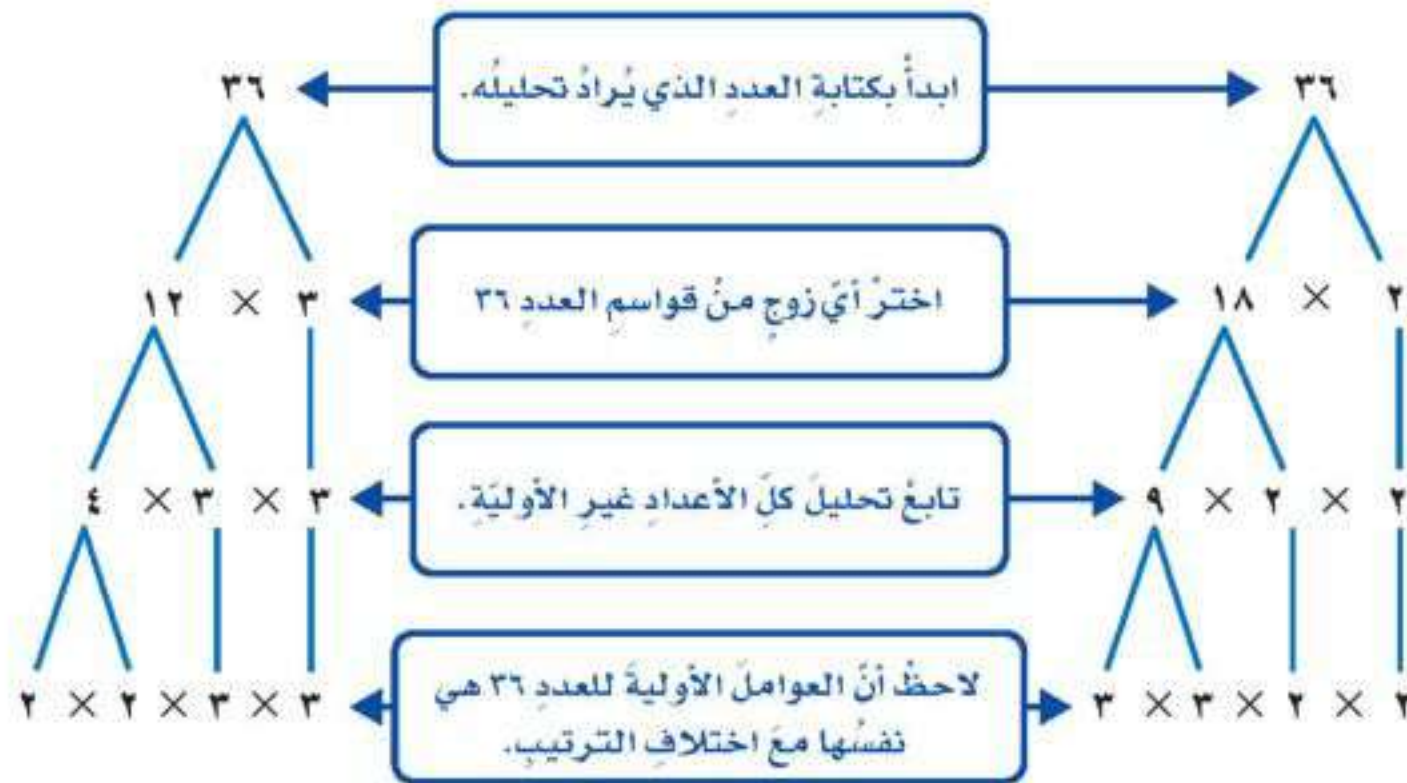 ٣٦
ابدأْ بكتابةِ العددِ الذي يُرادُ تحليلُه.
٣٦
٢ × ١٨
اخترْ أيّ زوجٍ منْ قواسمِ العددِ ٣٦
٣ × ١٢
٢ × ٢ × ٩
تابعْ تحليلَ كلِّ الأعدادِ غيرِ الأوليّةِ.
٣ × ٣ × ٤
٢ × ٢ × ٣ × ٣
لاحظْ أنّ العواملَ الأوليةَ للعددِ ٣٦ هي
نفسُها معَ اختلافِ الترتيبِ.
٣ × ٣ × ٢ × ٢